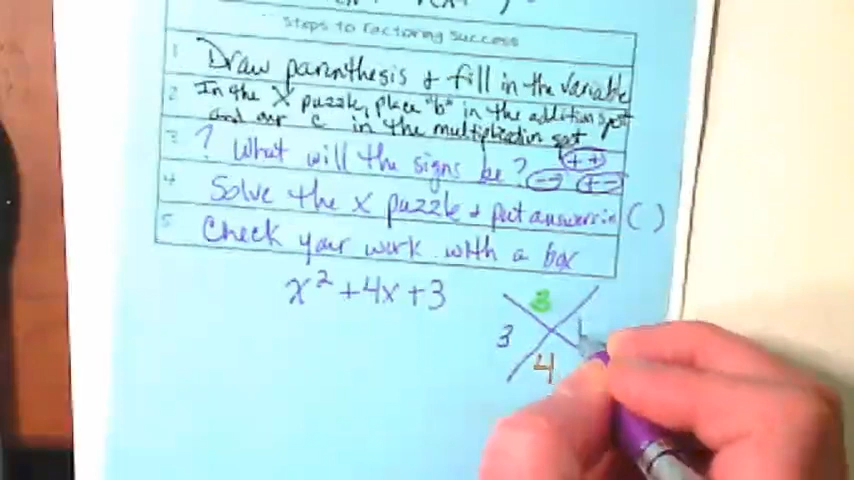 Steps to Factoring Success
1 Draw parenthesis + fill in the variable
2 In the X puzzle, place "b" in the addition spot
and our c in the multiplication spot
3 ? What will the signs be? ++
-- +-
4 Solve the X puzzle + put answers in ( )
5 Check your work with a box
x² +4x +3
3
3 1
4